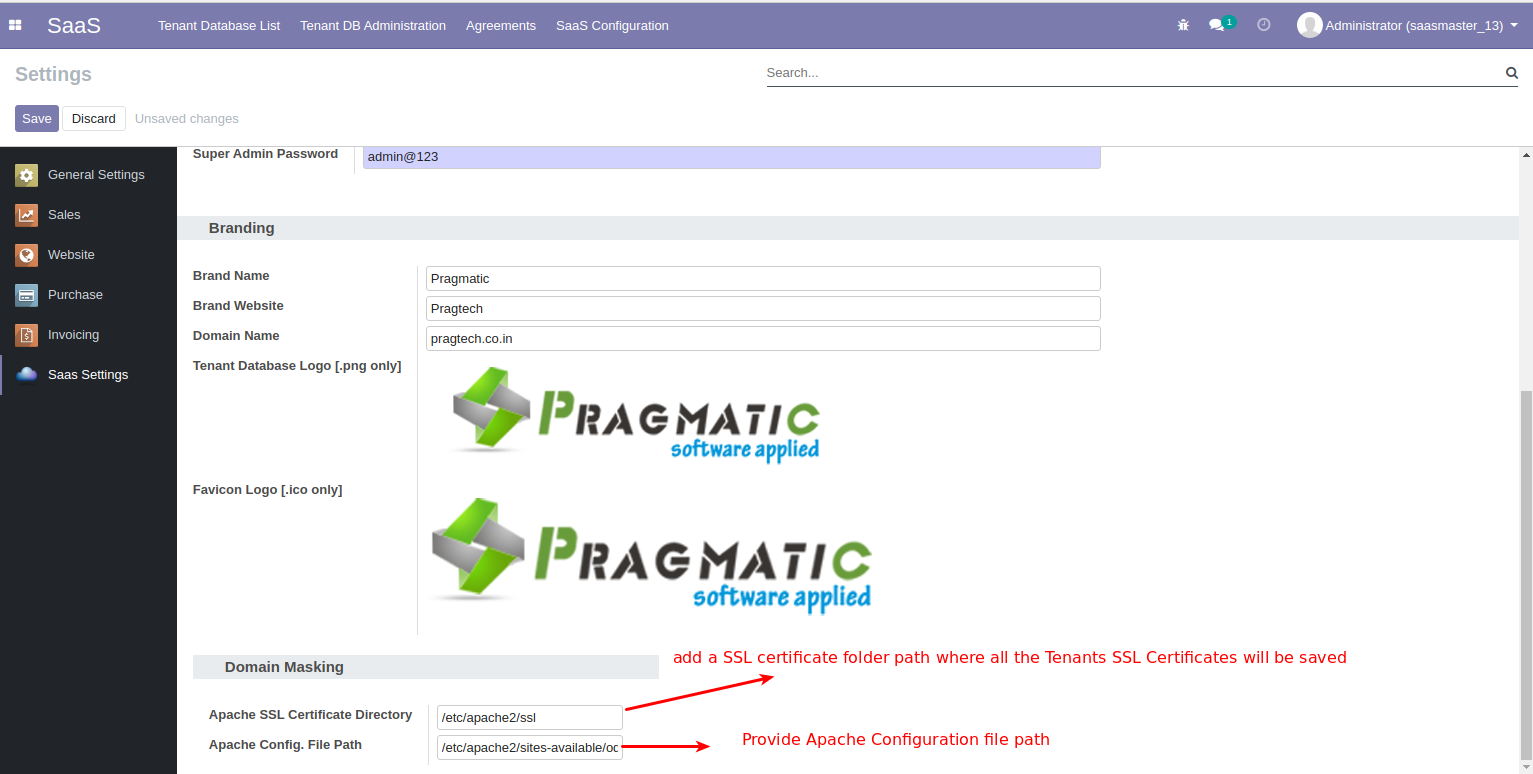 SaaS Tenant Database List Tenant DB Administration Agreements SaaS Configuration 1 Administrator (saasmaster_13)
Settings Search...
Save Discard Unsaved changes
General Settings
Sales
Website
Purchase
Invoicing
Saas Settings
Super Admin Password admin@123
Branding
Brand Name Pragmatic
Brand Website Pragtech
Domain Name pragtech.co.in
Tenant Database Logo [.png only]
PRAGMATIC
software applied
Favicon Logo [.ico only]
PRAGMATIC
software applied
Domain Masking
add a SSL certificate folder path where all the Tenants SSL Certificates will be saved
Apache SSL Certificate Directory /etc/apache2/ssl
Apache Config. File Path /etc/apache2/sites-available/oc
Provide Apache Configuration file path